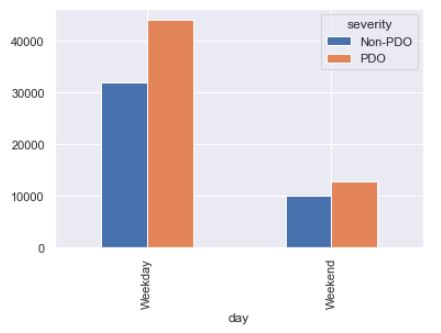 severity
Non-PDO
PDO
40000
30000
20000
10000
0
Weekday
Weekend
day